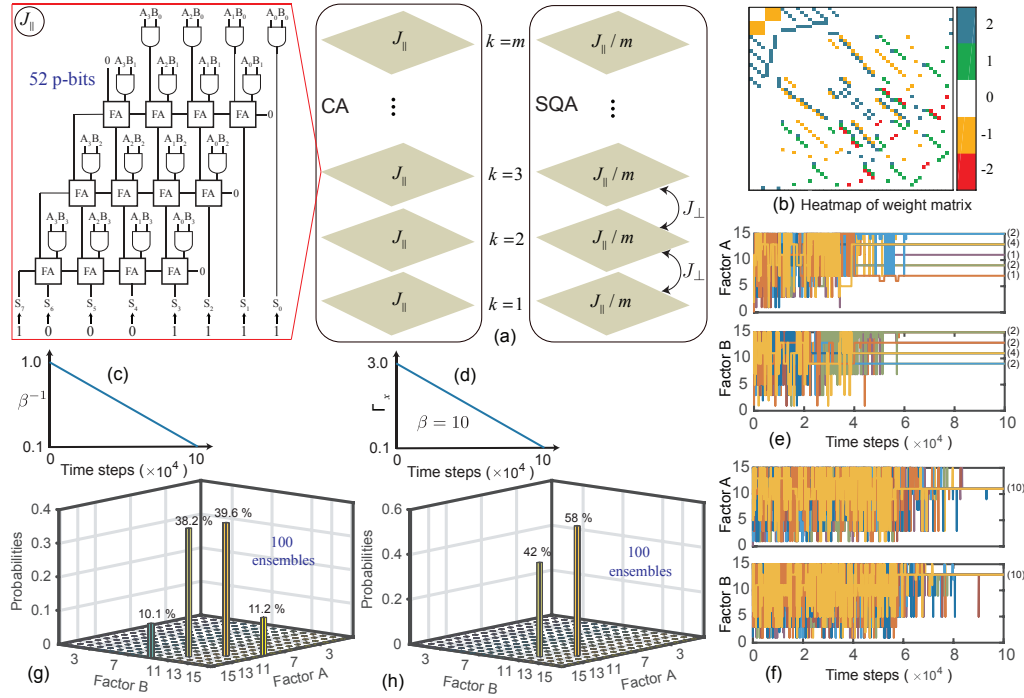 J∥
52 p-bits
A3B0 A2B0 A1B0 A0B0
0 A3B1 A2B1 A1B1 A0B1
FA FA FA FA 0
A3B2 A2B2 A1B2 A0B2
FA FA FA FA 0
A3B3 A2B3 A1B3 A0B3
FA FA FA FA 0
S7 S6 S5 S4 S3 S2 S1 S0
1 0 0 0 1 1 1 1
CA
J∥ k=m
⋮
J∥ k=3
J∥ k=2
J∥ k=1
SQA
J∥/m
⋮
J∥/m
J⊥
J∥/m
J⊥
J∥/m
(a)
2
1
0
-1
-2
(b) Heatmap of weight matrix
(c)
1.0
β⁻¹
0.1
0 10
Time steps (×10⁴)
(d)
3.0
Γx
β = 10
0.1
0 10
Time steps (×10⁴)
Factor A
15
10
5
0
(2)
(4)
(1)
(2)
(1)
Factor B
15
10
5
0
(2)
(2)
(4)
(2)
0 2 4 6 8 10
(e) Time steps (×10⁴)
Factor A
15
10
5
0
(10)
Factor B
15
10
5
0
(10)
0 2 4 6 8 10
(f) Time steps (×10⁴)
Probabilities
0.4
0.3
0.2
0.1
0
10.1 %
38.2 %
39.6 %
11.2 %
100
ensembles
3 7 11 13 15
15 13 11 7 3
(g) Factor B Factor A
Probabilities
0.6
0.4
0.2
0
42 %
58 %
100
ensembles
3 7 11 13 15
15 13 11 7 3
(h) Factor B Factor A